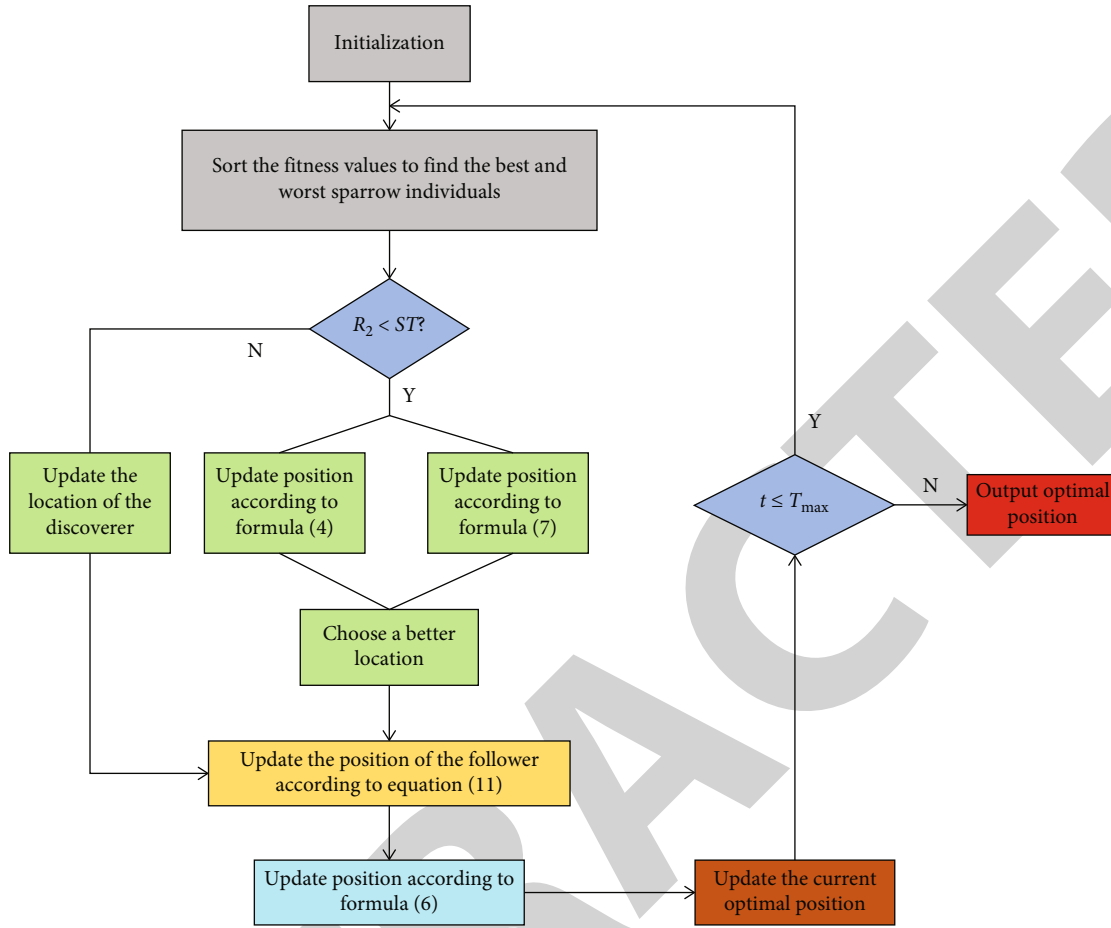 Initialization
Sort the fitness values to find the best and
worst sparrow individuals
R₂ < ST?
N
Y
Update the
location of the
discoverer
Update position
according to
formula (4)
Update position
according to
formula (7)
Choose a better
location
Update the position of the follower
according to equation (11)
Update position according to
formula (6)
Update the current
optimal position
t ≤ Tmax
Y
N
Output optimal
position